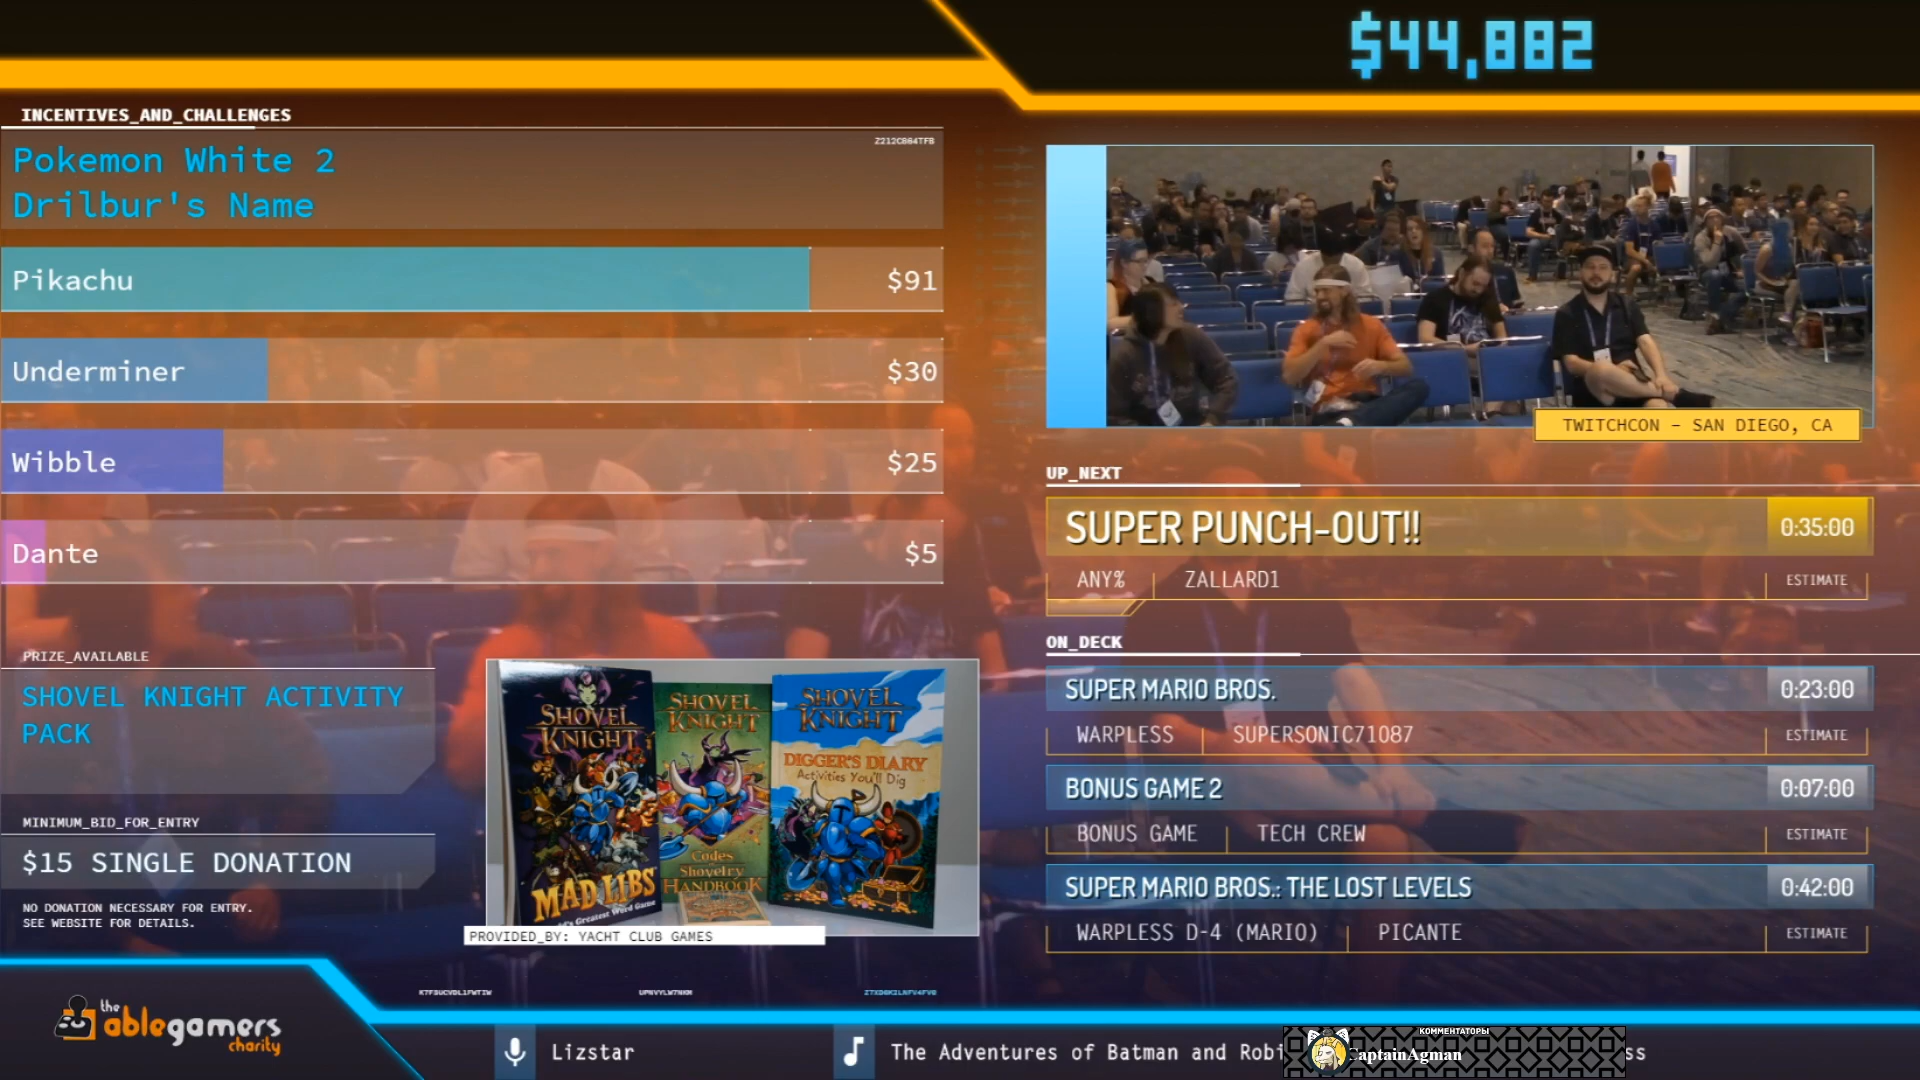 $44,882
INCENTIVES_AND_CHALLENGES
Pokemon White 2
Drilbur's Name
Pikachu $91
Underminer $30
Wibble $25
Dante $5
PRIZE_AVAILABLE
SHOVEL KNIGHT ACTIVITY
PACK
MINIMUM_BID_FOR_ENTRY
$15 SINGLE DONATION
NO DONATION NECESSARY FOR ENTRY.
SEE WEBSITE FOR DETAILS.
SHOVEL
KNIGHT
MAD LIBS
World's Greatest Word Game
SHOVEL
KNIGHT
Codes
Shovelry
HANDBOOK
SHOVEL
KNIGHT
DIGGER'S DIARY
Activities You'll Dig
PROVIDED_BY: YACHT CLUB GAMES
TWITCHCON - SAN DIEGO, CA
UP_NEXT
SUPER PUNCH-OUT!! 0:35:00
ANY% ZALLARD1 ESTIMATE
ON_DECK
SUPER MARIO BROS. 0:23:00
WARPLESS SUPERSONIC71087 ESTIMATE
BONUS GAME 2 0:07:00
BONUS GAME TECH CREW ESTIMATE
SUPER MARIO BROS.: THE LOST LEVELS 0:42:00
WARPLESS D-4 (MARIO) PICANTE ESTIMATE
the
ablegamers
charity
Lizstar
The Adventures of Batman and Robi
КОММЕНТАТОРЫ
CaptainAgman
ss